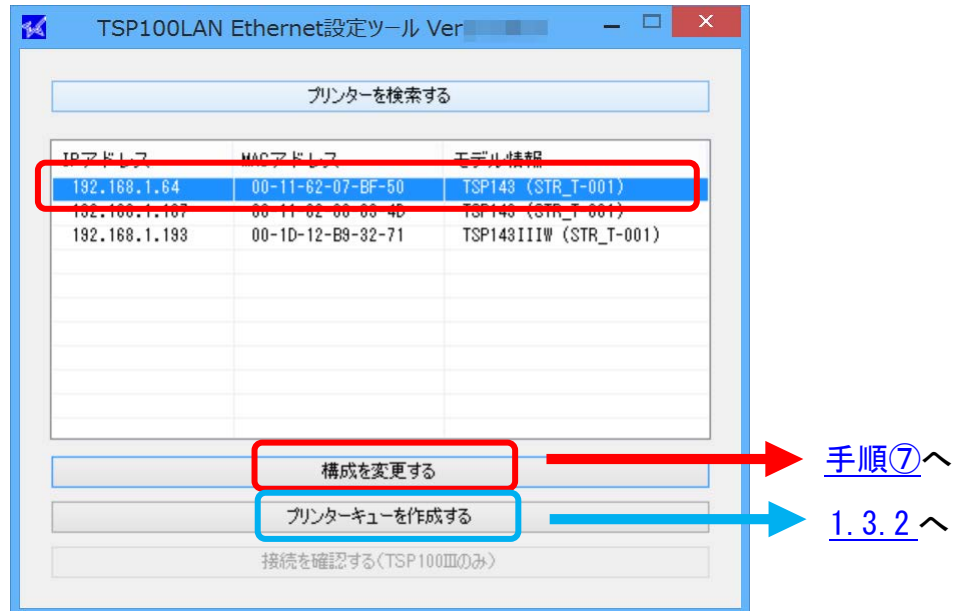 TSP100LAN Ethernet設定ツール Ver
プリンターを検索する
IPアドレス MACアドレス モデル情報
192.168.1.64 00-11-62-07-BF-50 TSP143 (STR_T-001)
TSP143 (STR_T-001)
192.168.1.193 00-1D-12-B9-32-71 TSP143IIIW (STR_T-001)
構成を変更する
手順⑦へ
プリンターキューを作成する
1.3.2 へ
接続を確認する(TSP100Ⅲのみ)